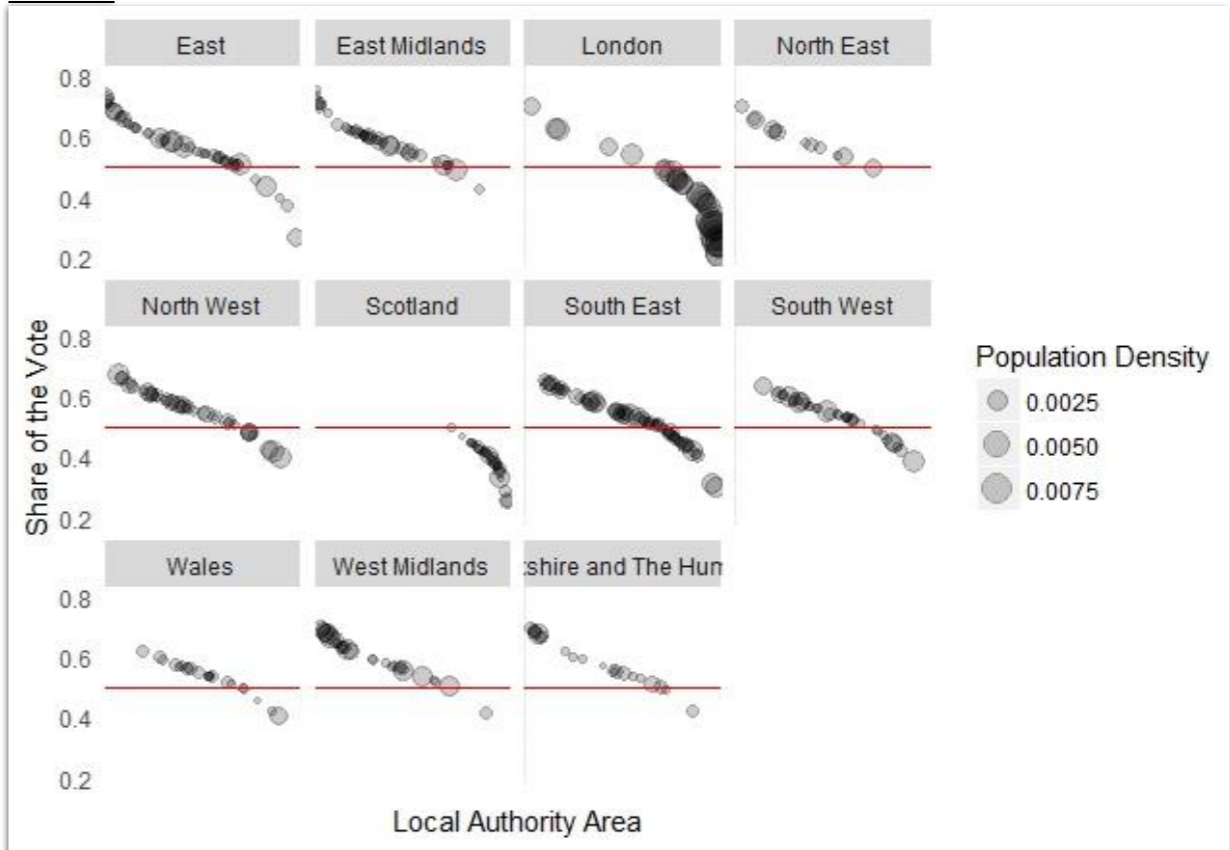 East
East Midlands
London
North East
0.8
0.6
0.4
0.2
North West
Scotland
South East
South West
0.8
0.6
0.4
0.2
Wales
West Midlands
kshire and The Hum
0.8
0.6
0.4
0.2
Share of the Vote
Local Authority Area
Population Density
0.0025
0.0050
0.0075